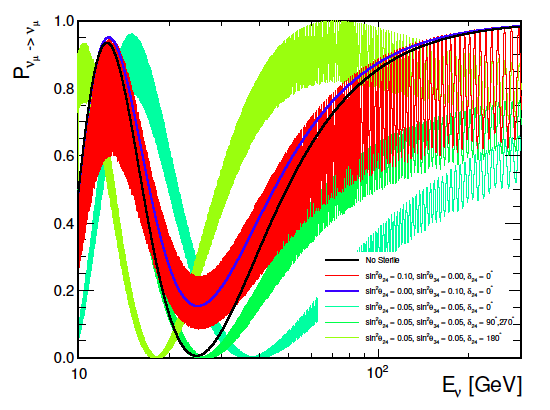 P_{ν_μ -> ν_μ}
1.0
0.8
0.6
0.4
0.2
0.0
10
10²
E_ν [GeV]
No Sterile
sin²θ₂₄ = 0.10, sin²θ₃₄ = 0.00, δ₂₄ = 0°
sin²θ₂₄ = 0.00, sin²θ₃₄ = 0.10, δ₂₄ = 0°
sin²θ₂₄ = 0.05, sin²θ₃₄ = 0.05, δ₂₄ = 0°
sin²θ₂₄ = 0.05, sin²θ₃₄ = 0.05, δ₂₄ = 90°,270°
sin²θ₂₄ = 0.05, sin²θ₃₄ = 0.05, δ₂₄ = 180°